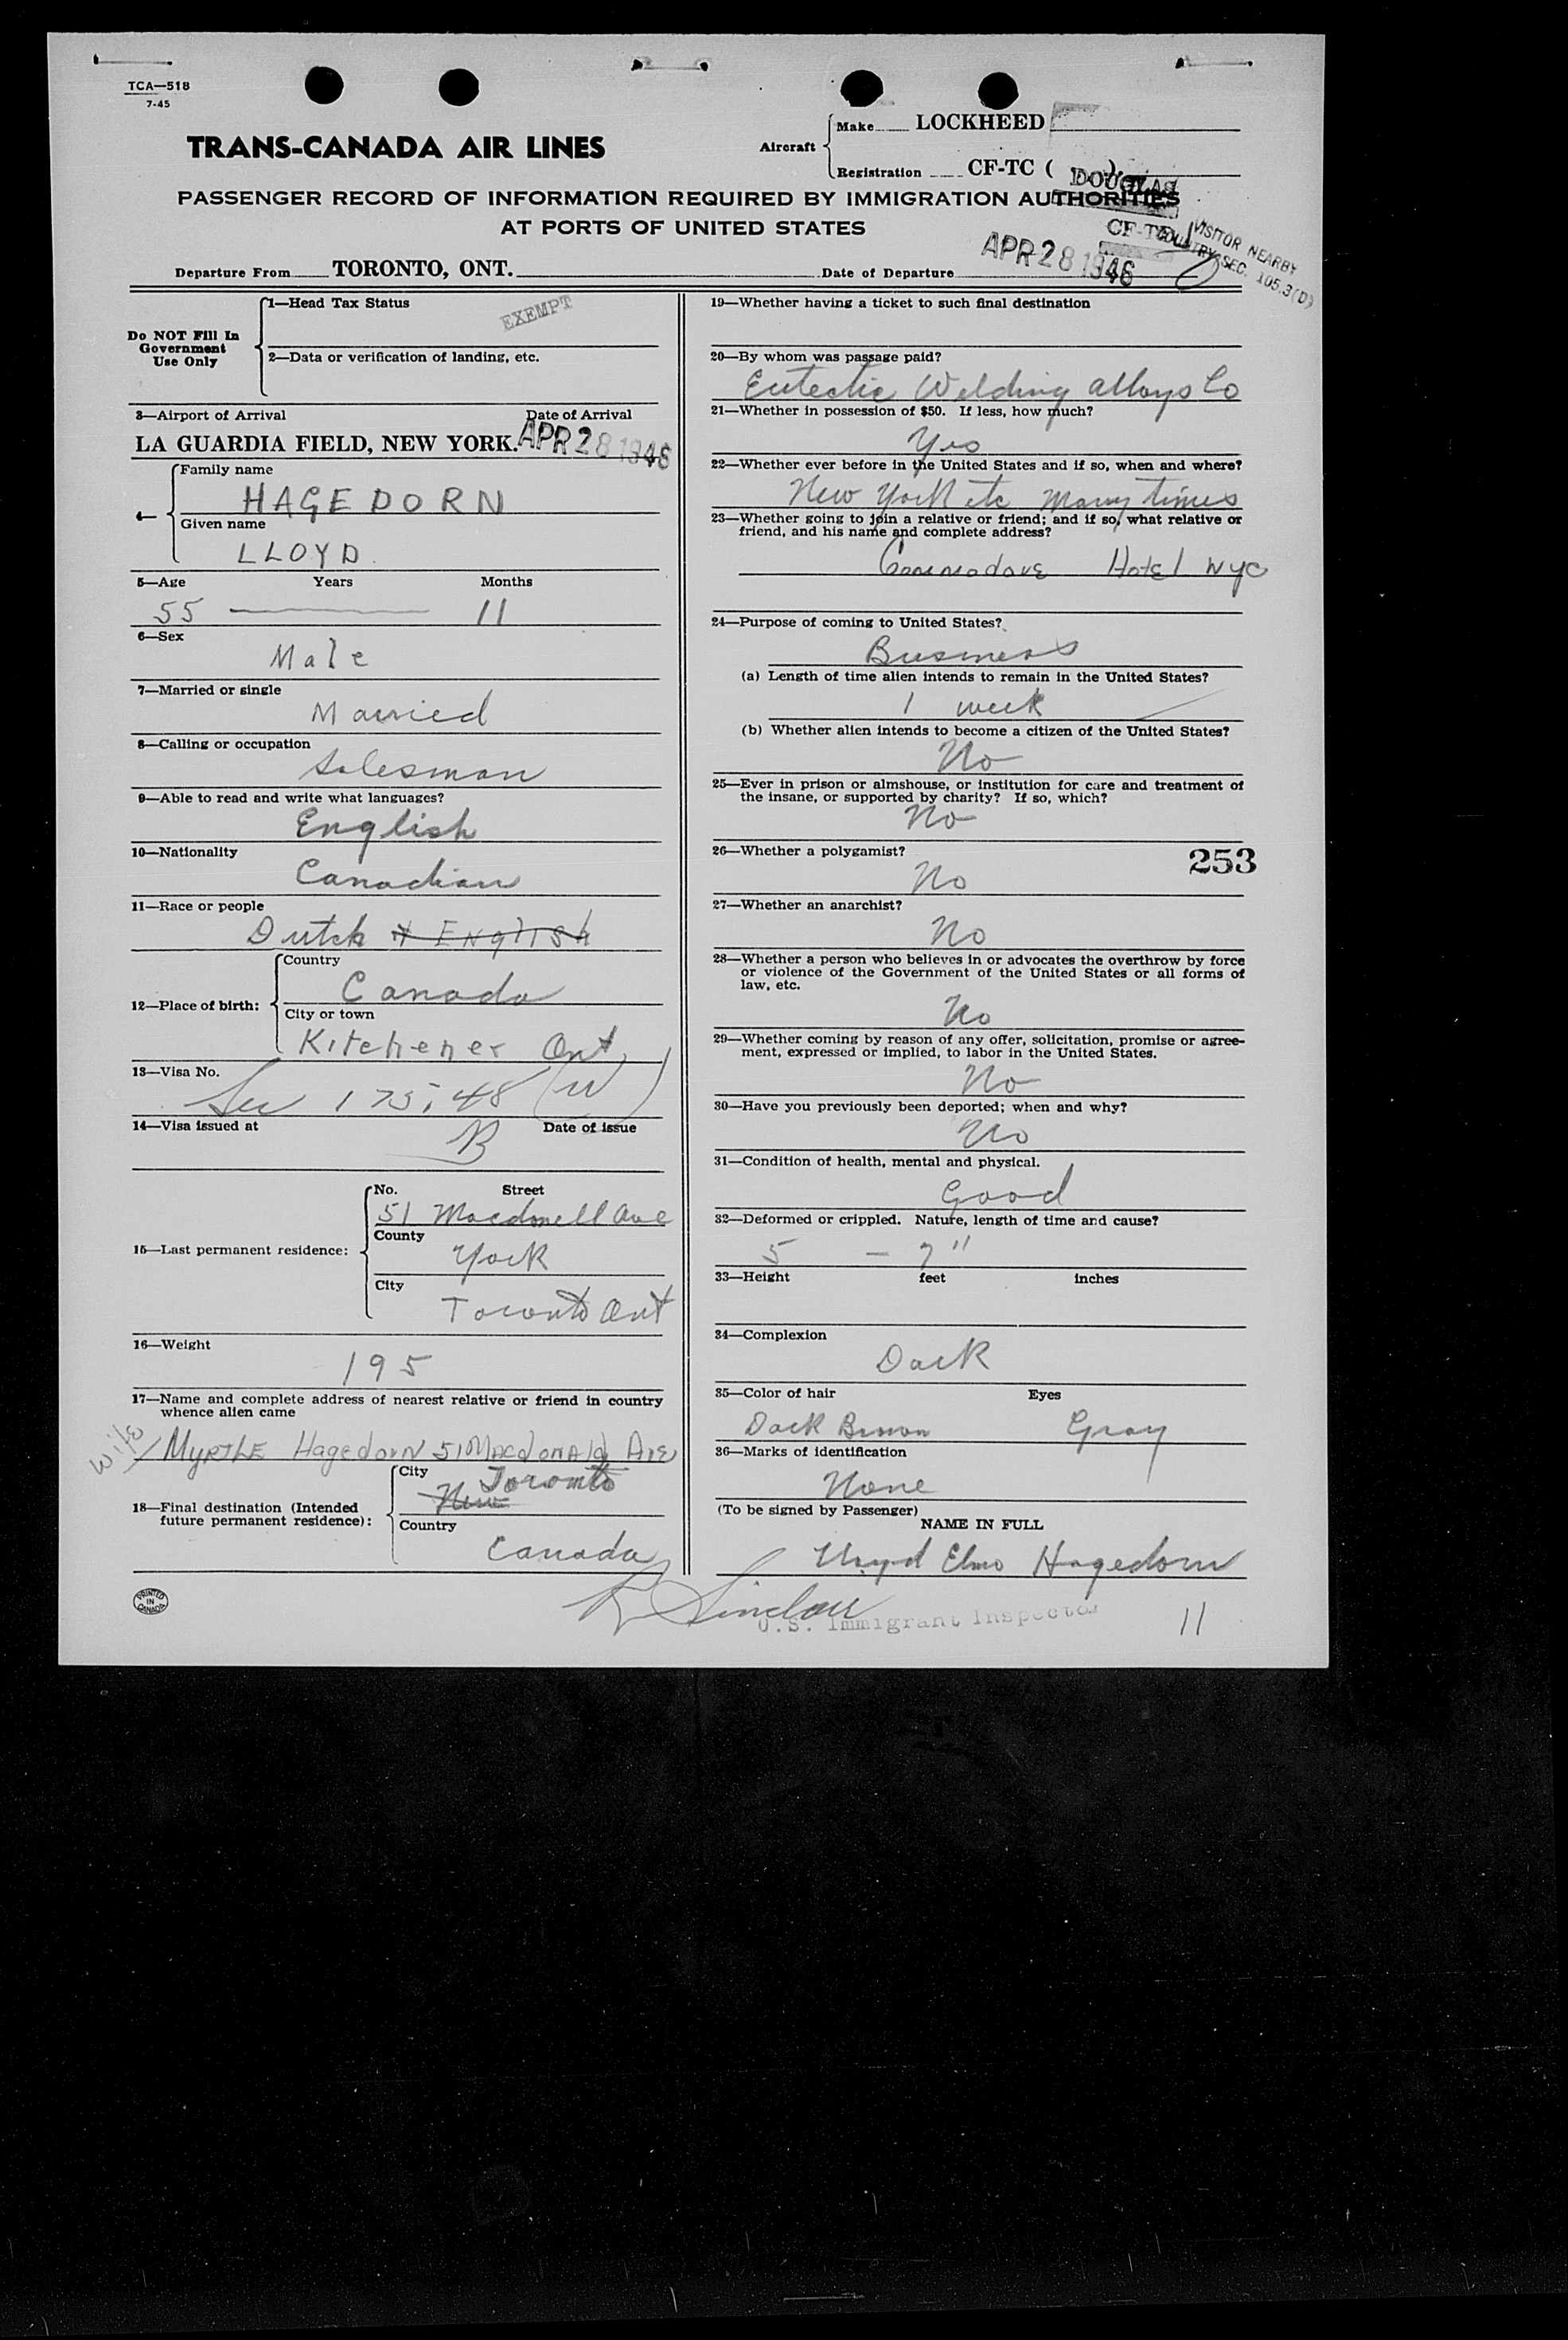 TCA—518
7-45
TRANS-CANADA AIR LINES
Aircraft
Make LOCKHEED
Registration CF-TC ( )
DOUGLAS
CF-T
PASSENGER RECORD OF INFORMATION REQUIRED BY IMMIGRATION AUTHORITIES
AT PORTS OF UNITED STATES
VISITOR NEARBY
COUNTRY SEC. 105.3(D)
Departure From TORONTO, ONT. Date of Departure APR 28 1946
Do NOT Fill In
Government
Use Only
1—Head Tax Status
EXEMPT
2—Data or verification of landing, etc.
3—Airport of Arrival Date of Arrival
LA GUARDIA FIELD, NEW YORK. APR 28 1946
4—
Family name
HAGEDORN
Given name
LLOYD
5—Age Years Months
55 11
6—Sex
Male
7—Married or single
Married
8—Calling or occupation
Salesman
9—Able to read and write what languages?
English
10—Nationality
Canadian
11—Race or people
Dutch + English
12—Place of birth:
Country
Canada
City or town
Kitchener Ont
13—Visa No.
Sec 175.48 (W)
14—Visa issued at Date of issue
B
15—Last permanent residence:
No. Street
51 Macdonell Ave
County
York
City
Toronto Ont
16—Weight
195
17—Name and complete address of nearest relative or friend in country
whence alien came
Wife / MYRTLE Hagedorn 51 Macdonald Ave
18—Final destination (Intended
future permanent residence):
City
Toronto
New
Country
Canada
PRINTED
IN
CANADA
19—Whether having a ticket to such final destination
20—By whom was passage paid?
Eutectic Welding Alloys Co
21—Whether in possession of $50. If less, how much?
Yes
22—Whether ever before in the United States and if so, when and where?
New York etc Many times
23—Whether going to join a relative or friend; and if so, what relative or
friend, and his name and complete address?
Commodore Hotel NYC
24—Purpose of coming to United States?
Business
(a) Length of time alien intends to remain in the United States?
1 week
(b) Whether alien intends to become a citizen of the United States?
No
25—Ever in prison or almshouse, or institution for care and treatment of
the insane, or supported by charity? If so, which?
No
26—Whether a polygamist?
253
No
27—Whether an anarchist?
No
28—Whether a person who believes in or advocates the overthrow by force
or violence of the Government of the United States or all forms of
law, etc.
No
29—Whether coming by reason of any offer, solicitation, promise or agree-
ment, expressed or implied, to labor in the United States.
No
30—Have you previously been deported; when and why?
No
31—Condition of health, mental and physical.
Good
32—Deformed or crippled. Nature, length of time and cause?
5 - 7"
33—Height feet inches
34—Complexion
Dark
35—Color of hair Eyes
Dark Brown Gray
36—Marks of identification
None
(To be signed by Passenger)
NAME IN FULL
Lloyd Elmo Hagedorn
R Sinclair
U.S. Immigrant Inspector
11